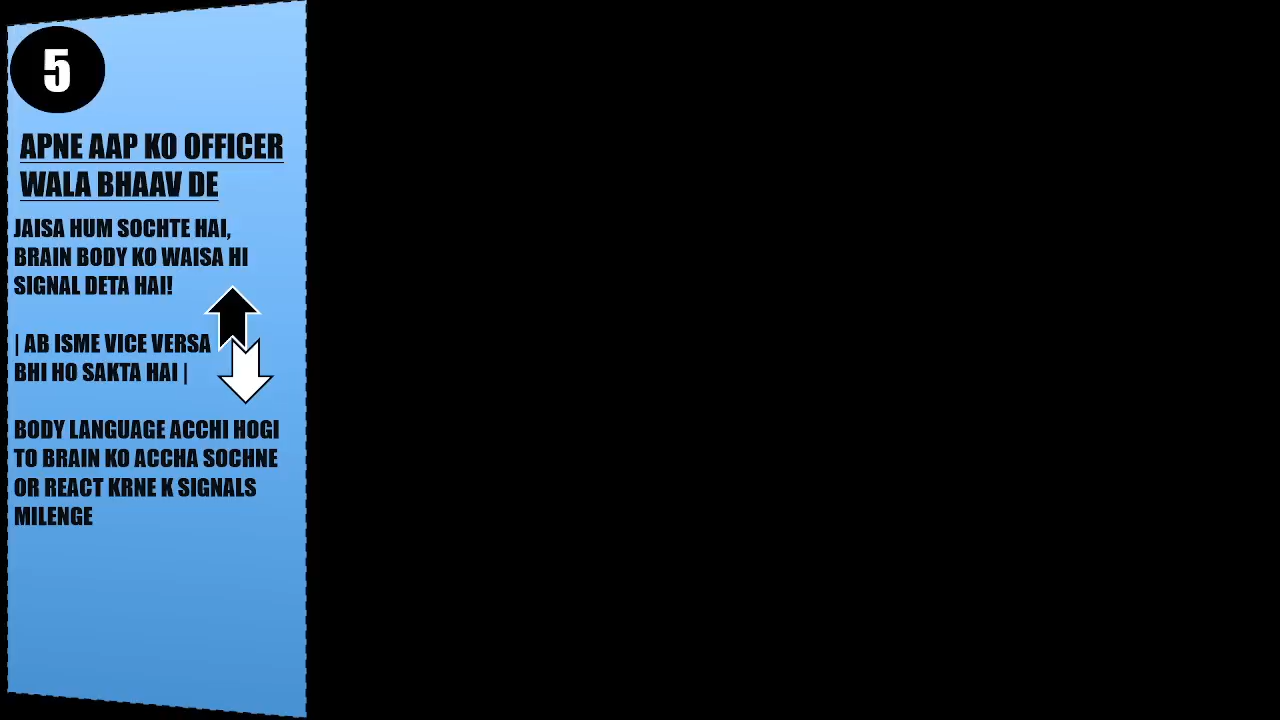 5
APNE AAP KO OFFICER
WALA BHAAV DE
JAISA HUM SOCHTE HAI,
BRAIN BODY KO WAISA HI
SIGNAL DETA HAI!
| AB ISME VICE VERSA
BHI HO SAKTA HAI |
BODY LANGUAGE ACCHI HOGI
TO BRAIN KO ACCHA SOCHNE
OR REACT KRNE K SIGNALS
MILENGE